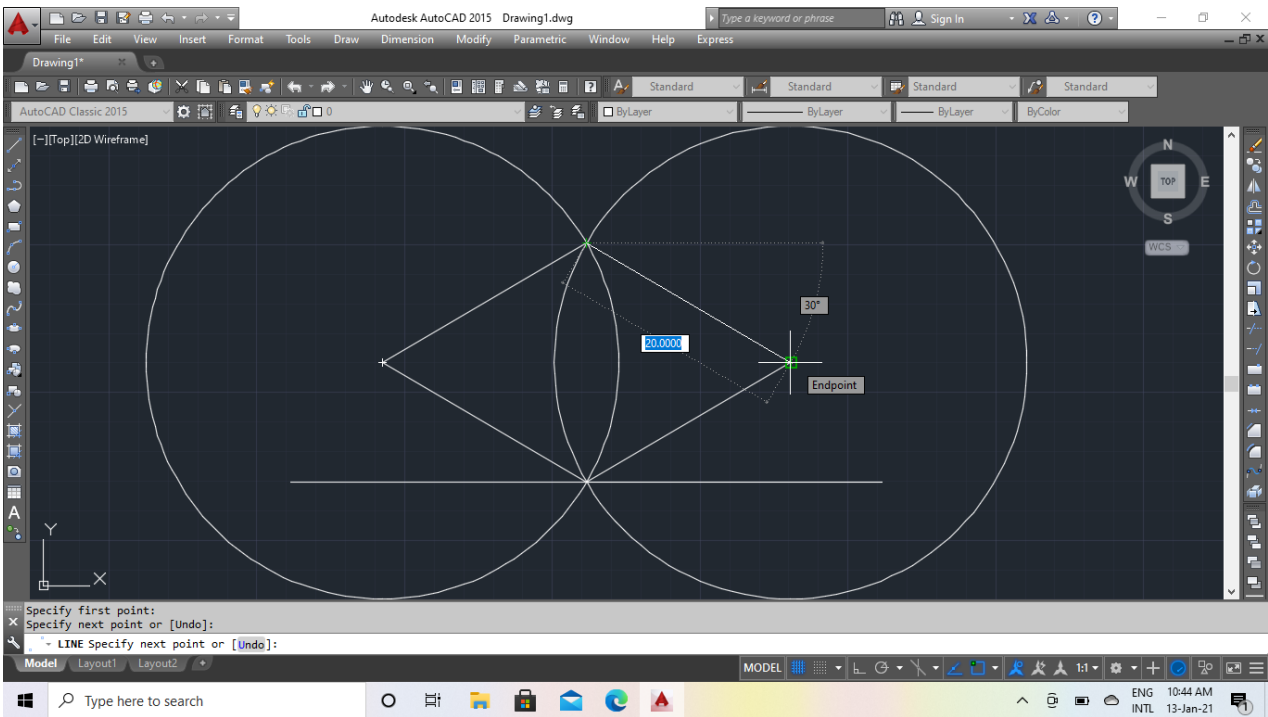 Autodesk AutoCAD 2015 Drawing1.dwg
Type a keyword or phrase
Sign In
File Edit View Insert Format Tools Draw Dimension Modify Parametric Window Help Express
Drawing1*
Standard Standard Standard Standard
AutoCAD Classic 2015
0
ByLayer ByLayer ByLayer ByColor
[−][Top][2D Wireframe]
N
W TOP E
S
WCS
30°
20.0000
Endpoint
Y
X
Specify first point:
Specify next point or [Undo]:
LINE Specify next point or [Undo]:
Model Layout1 Layout2
MODEL
1:1
Type here to search
ENG
INTL
10:44 AM
13-Jan-21
1